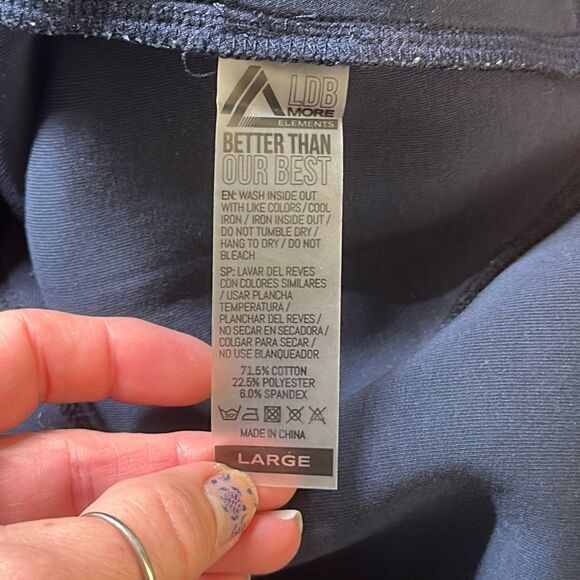 LDB
MORE
ELEMENTS
BETTER THAN
OUR BEST
EN: WASH INSIDE OUT
WITH LIKE COLORS / COOL
IRON / IRON INSIDE OUT /
DO NOT TUMBLE DRY /
HANG TO DRY / DO NOT
BLEACH
SP: LAVAR DEL REVES
CON COLORES SIMILARES
/ USAR PLANCHA
TEMPERATURA /
PLANCHAR DEL REVES /
NO SECAR EN SECADORA /
COLGAR PARA SECAR /
NO USE BLANQUEADOR
71.5% COTTON
22.5% POLYESTER
6.0% SPANDEX
MADE IN CHINA
LARGE